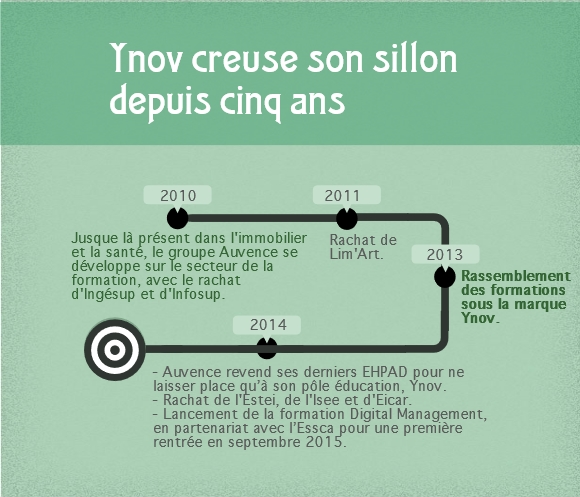 Ynov creuse son sillon
depuis cinq ans
2010
Jusque là présent dans l'immobilier
et la santé, le groupe Auvence se
développe sur le secteur de la
formation, avec le rachat
d'Ingésup et d'Infosup.
2011
Rachat de
Lim'Art.
2013
Rassemblement
des formations
sous la marque
Ynov.
2014
- Auvence revend ses derniers EHPAD pour ne
laisser place qu'à son pôle éducation, Ynov.
- Rachat de l'Estei, de l'Isee et d'Eicar.
- Lancement de la formation Digital Management,
en partenariat avec l'Essca pour une première
rentrée en septembre 2015.